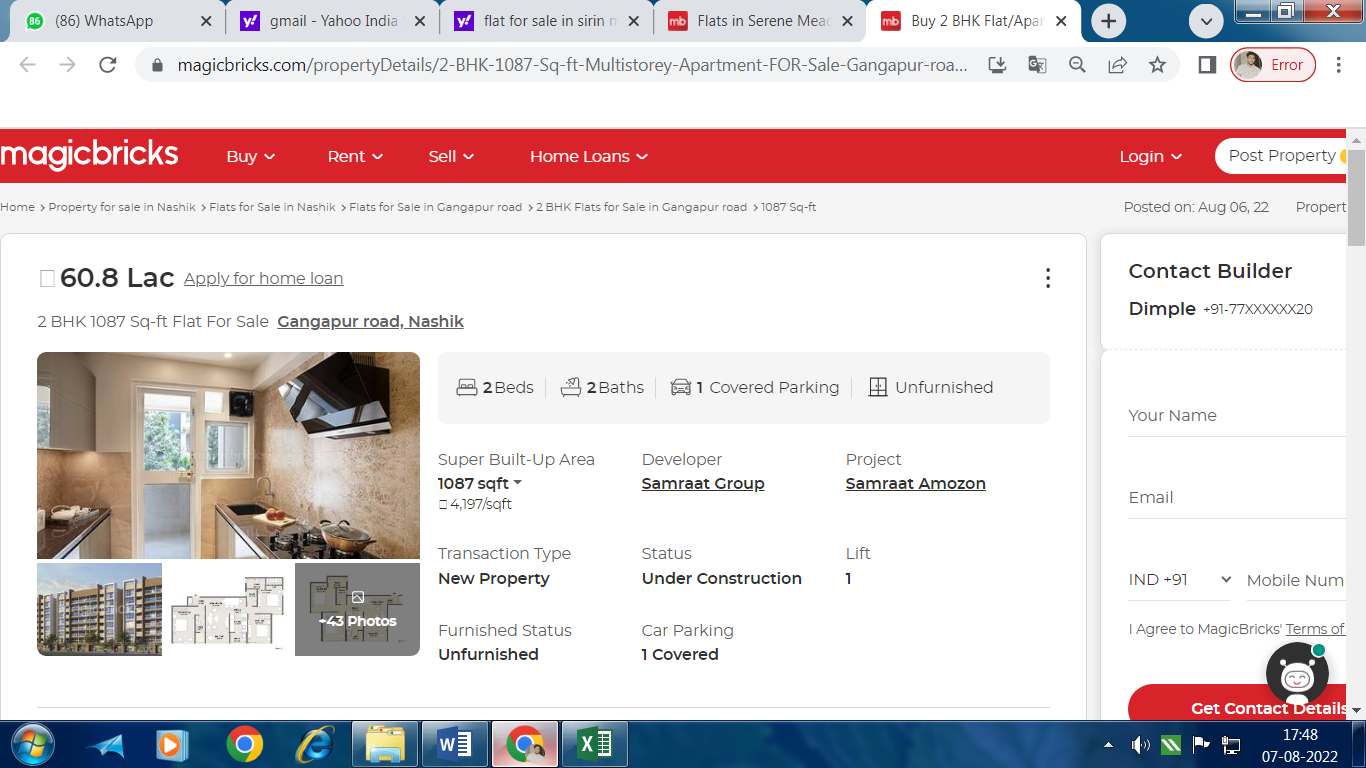 86
(86) WhatsApp
gmail - Yahoo India
flat for sale in sirin m
mb
Flats in Serene Mead
mb
Buy 2 BHK Flat/Apar
magicbricks.com/propertyDetails/2-BHK-1087-Sq-ft-Multistorey-Apartment-FOR-Sale-Gangapur-roa...
Error
magicbricks
Buy
Rent
Sell
Home Loans
Login
Post Property
Home > Property for sale in Nashik > Flats for Sale in Nashik > Flats for Sale in Gangapur road > 2 BHK Flats for Sale in Gangapur road > 1087 Sq-ft
Posted on: Aug 06, 22
Propert
60.8 Lac Apply for home loan
2 BHK 1087 Sq-ft Flat For Sale Gangapur road, Nashik
+43 Photos
2 Beds
2 Baths
1 Covered Parking
Unfurnished
Super Built-Up Area
1087 sqft
4,197/sqft
Developer
Samraat Group
Project
Samraat Amozon
Transaction Type
New Property
Status
Under Construction
Lift
1
Furnished Status
Unfurnished
Car Parking
1 Covered
Contact Builder
Dimple +91-77XXXXXX20
Your Name
Email
IND +91
Mobile Num
I Agree to MagicBricks' Terms of
Get Contact Details
17:48
07-08-2022